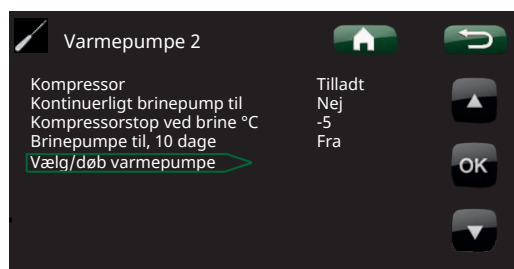 Varmepumpe 2
Kompressor Tilladt
Kontinuerligt brinepump til Nej
Kompressorstop ved brine °C -5
Brinepumpe til, 10 dage Fra
Vælg/døb varmepumpe
OK